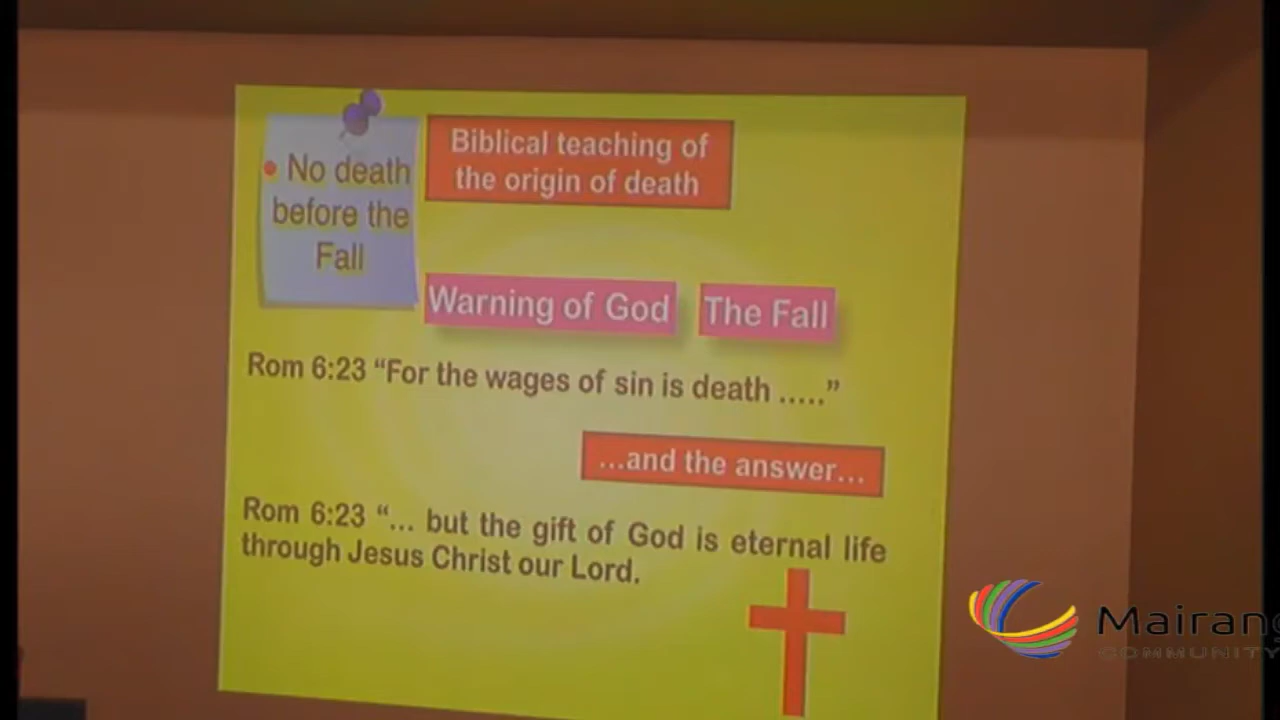 • No death
before the
Fall
Biblical teaching of
the origin of death
Warning of God
The Fall
Rom 6:23 “For the wages of sin is death .....”
...and the answer...
Rom 6:23 “... but the gift of God is eternal life
through Jesus Christ our Lord.
Mairang
COMMUNITY